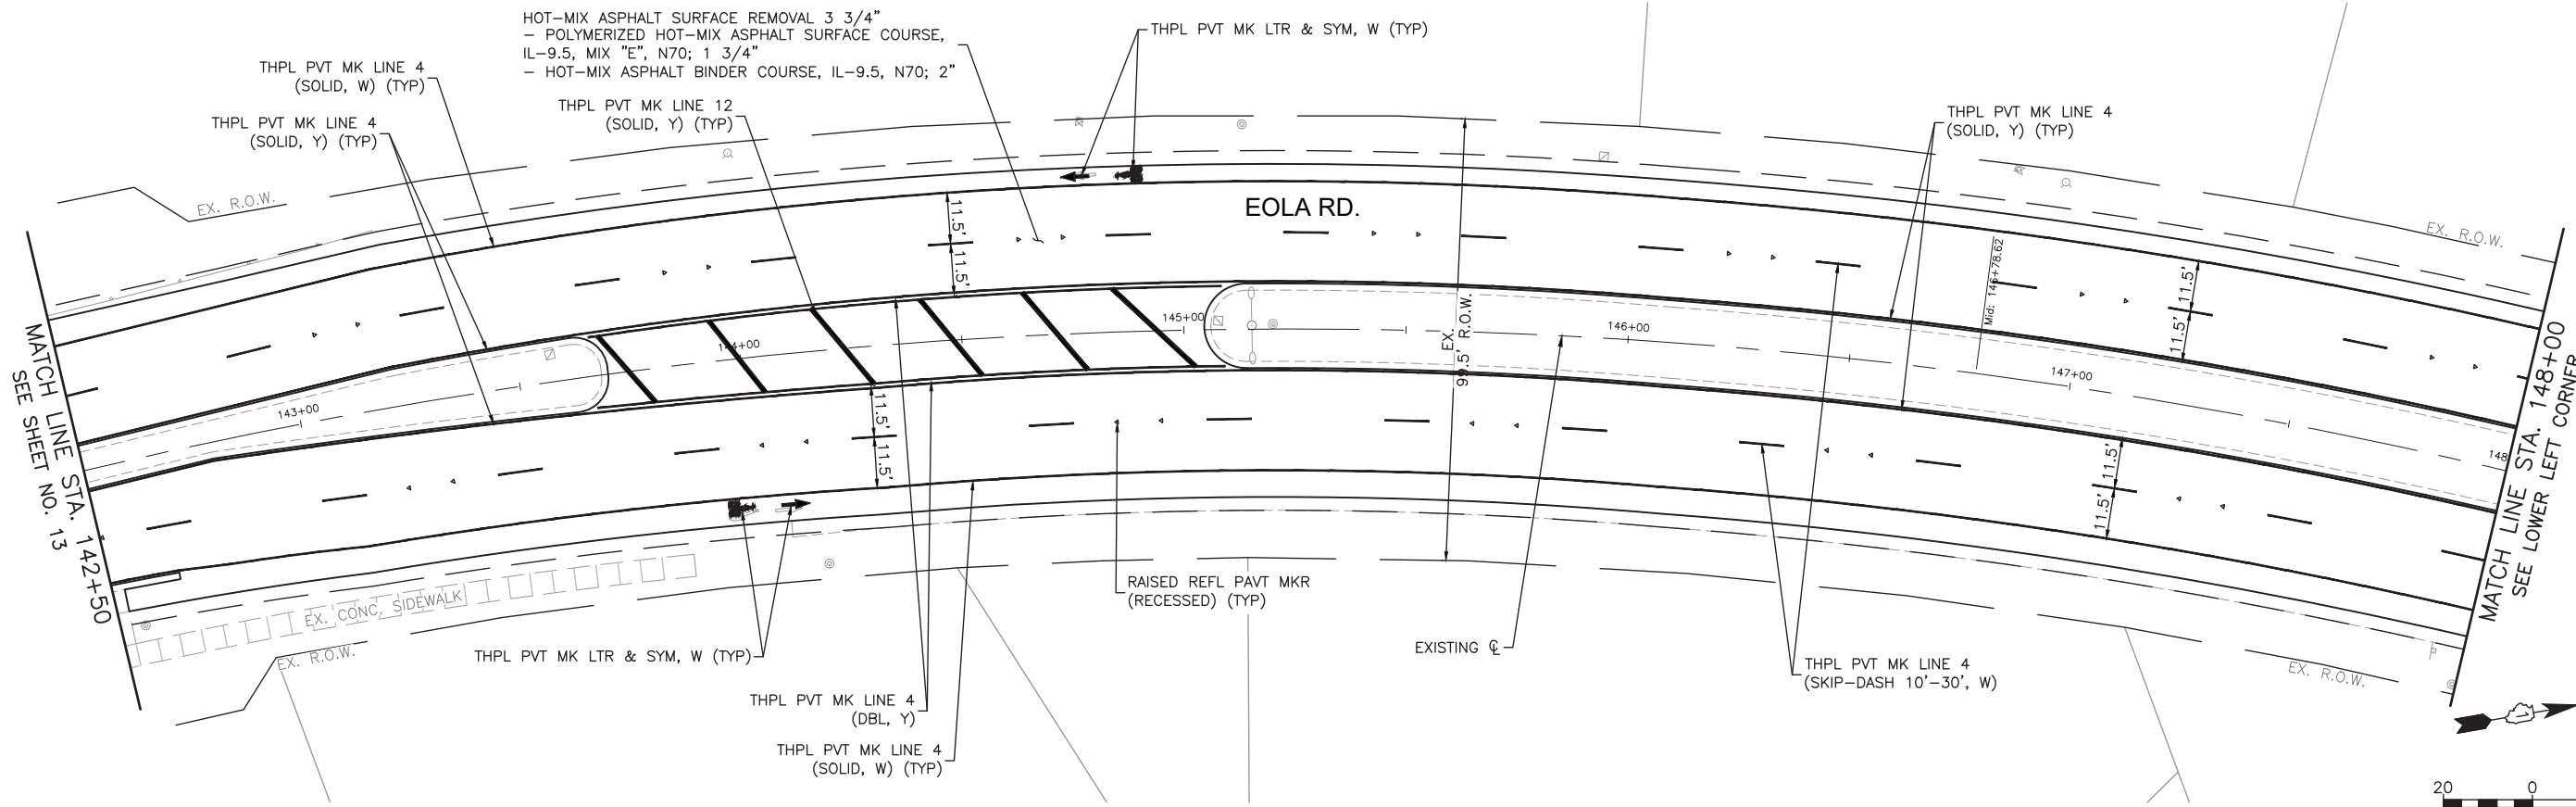 HOT-MIX ASPHALT SURFACE REMOVAL 3 3/4"
- POLYMERIZED HOT-MIX ASPHALT SURFACE COURSE,
IL-9.5, MIX "E", N70; 1 3/4"
- HOT-MIX ASPHALT BINDER COURSE, IL-9.5, N70; 2"
THPL PVT MK LTR & SYM, W (TYP)
THPL PVT MK LINE 4
(SOLID, W) (TYP)
THPL PVT MK LINE 12
(SOLID, Y) (TYP)
THPL PVT MK LINE 4
(SOLID, Y) (TYP)
THPL PVT MK LINE 4
(SOLID, Y) (TYP)
EX. R.O.W.
EOLA RD.
EX. R.O.W.
11.5'
11.5'
Mid: 146+78.62
11.5'
11.5'
143+00
144+00
145+00
146+00
147+00
148
EX.
99.5' R.O.W.
11.5'
11.5'
11.5'
11.5'
MATCH LINE STA. 142+50
SEE SHEET NO. 13
MATCH LINE STA. 148+00
SEE LOWER LEFT CORNER
EX. CONC. SIDEWALK
EX. R.O.W.
RAISED REFL PAVT MKR
(RECESSED) (TYP)
EXISTING ℄
THPL PVT MK LTR & SYM, W (TYP)
THPL PVT MK LINE 4
(SKIP-DASH 10'-30', W)
EX. R.O.W.
THPL PVT MK LINE 4
(DBL, Y)
THPL PVT MK LINE 4
(SOLID, W) (TYP)
1
20 0